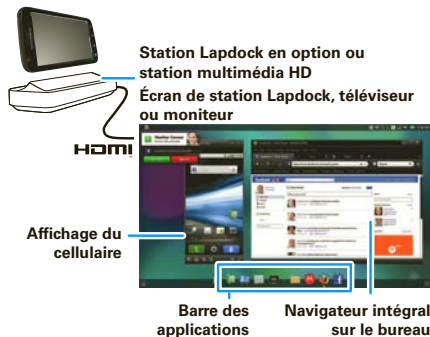 Station Lapdock en option ou
station multimédia HD
Écran de station Lapdock, téléviseur
ou moniteur
HDMI
Affichage du
cellulaire
Barre des
applications
Navigateur intégral
sur le bureau